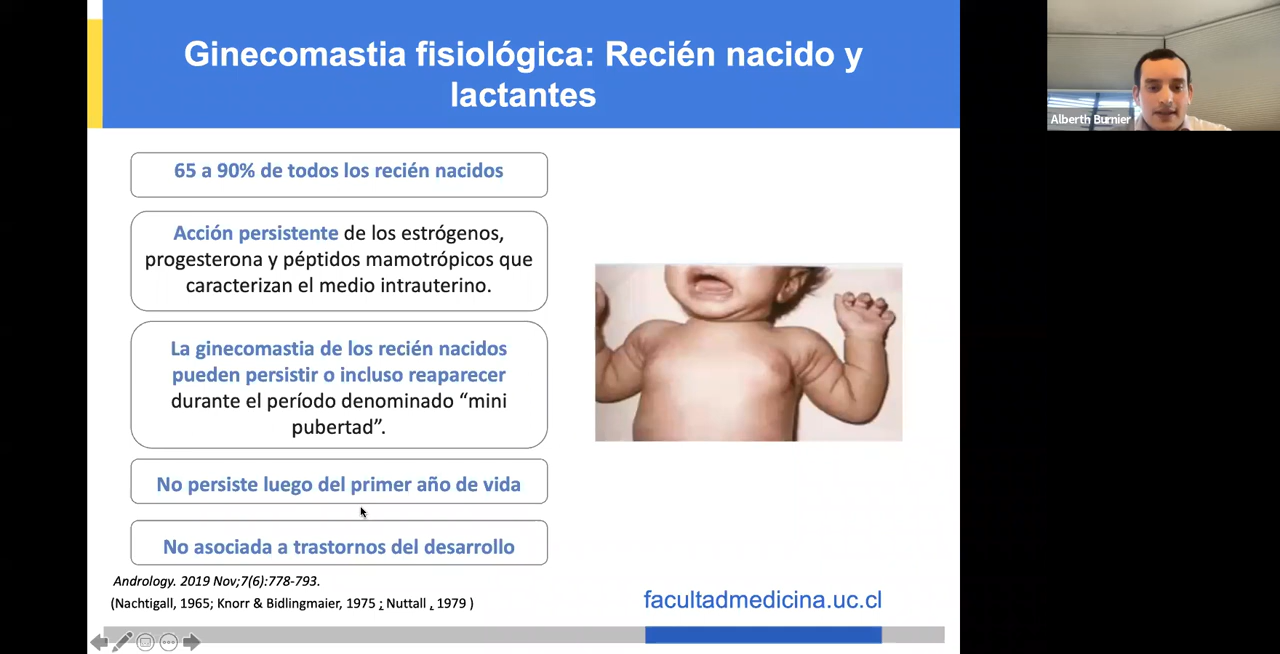 Ginecomastia fisiológica: Recién nacido y
lactantes
Alberth Burnier
65 a 90% de todos los recién nacidos
Acción persistente de los estrógenos,
progesterona y péptidos mamotrópicos que
caracterizan el medio intrauterino.
La ginecomastia de los recién nacidos
pueden persistir o incluso reaparecer
durante el período denominado “mini
pubertad”.
No persiste luego del primer año de vida
No asociada a trastornos del desarrollo
Andrology. 2019 Nov;7(6):778-793.
(Nachtigall, 1965; Knorr & Bidlingmaier, 1975 ; Nuttall , 1979 )
facultadmedicina.uc.cl